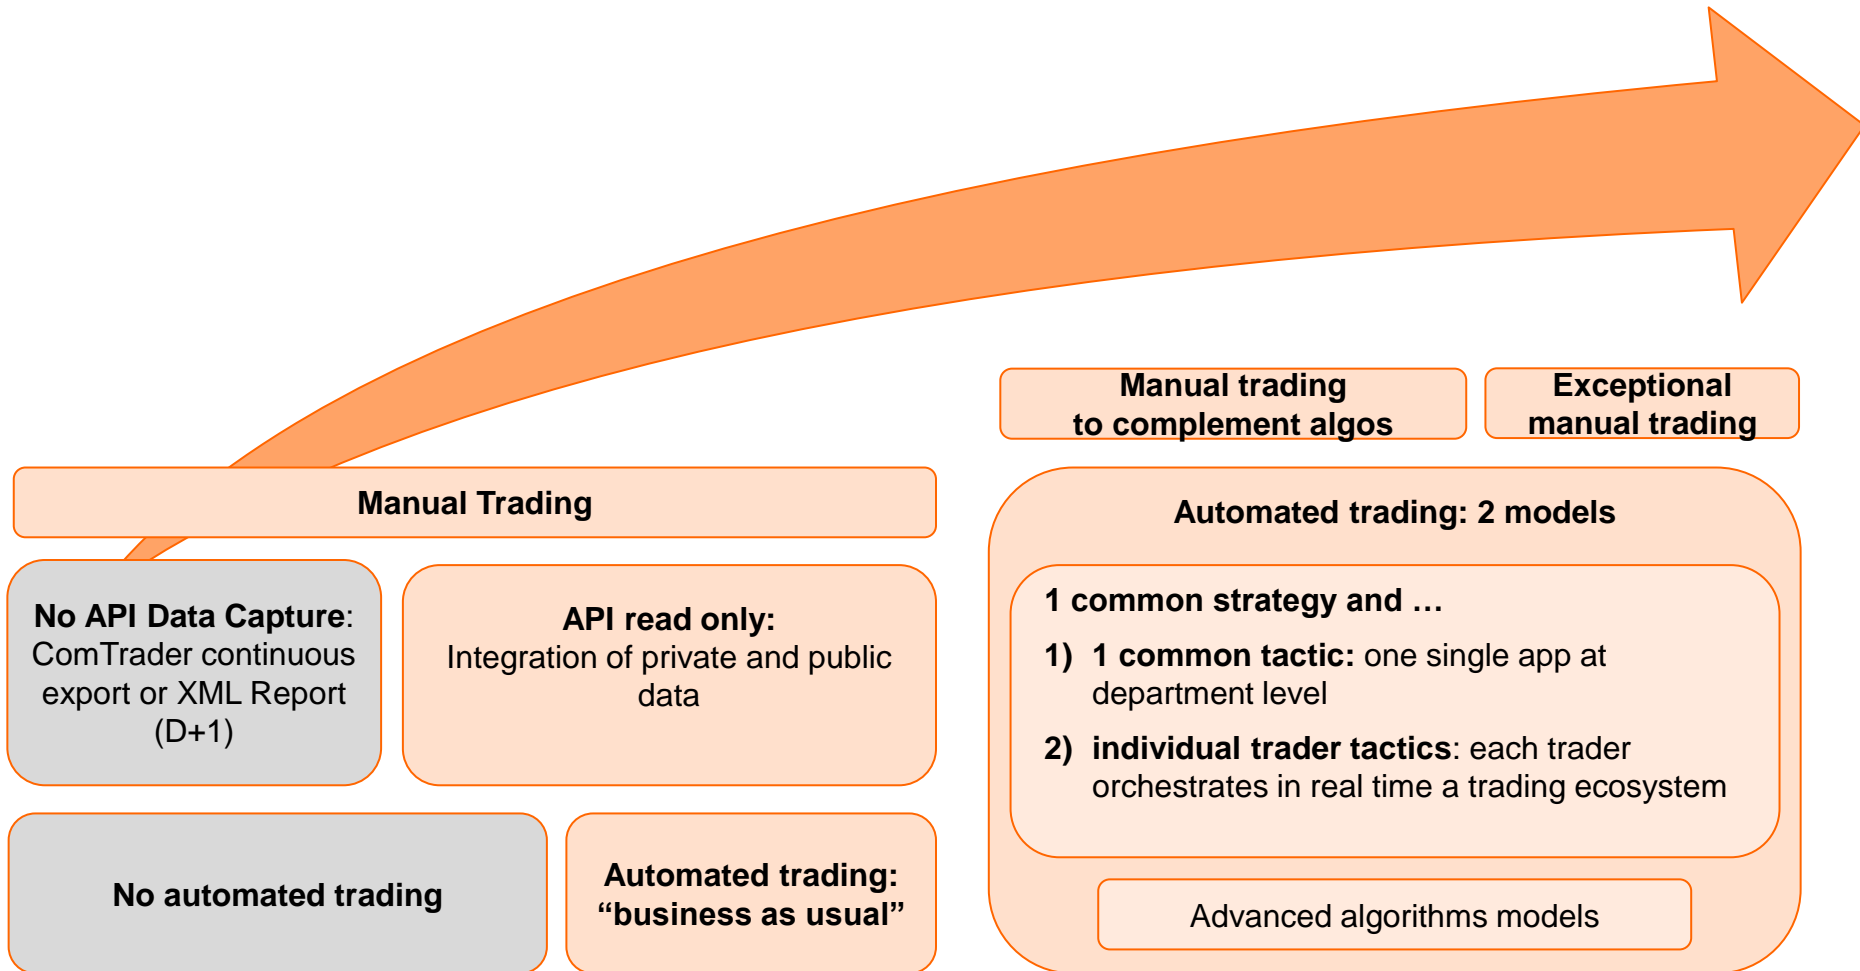 Manual trading
to complement algos
Exceptional
manual trading
Manual Trading
No API Data Capture:
ComTrader continuous
export or XML Report
(D+1)
API read only:
Integration of private and public
data
No automated trading
Automated trading:
“business as usual”
Automated trading: 2 models
1 common strategy and …
1) 1 common tactic: one single app at
department level
2) individual trader tactics: each trader
orchestrates in real time a trading ecosystem
Advanced algorithms models